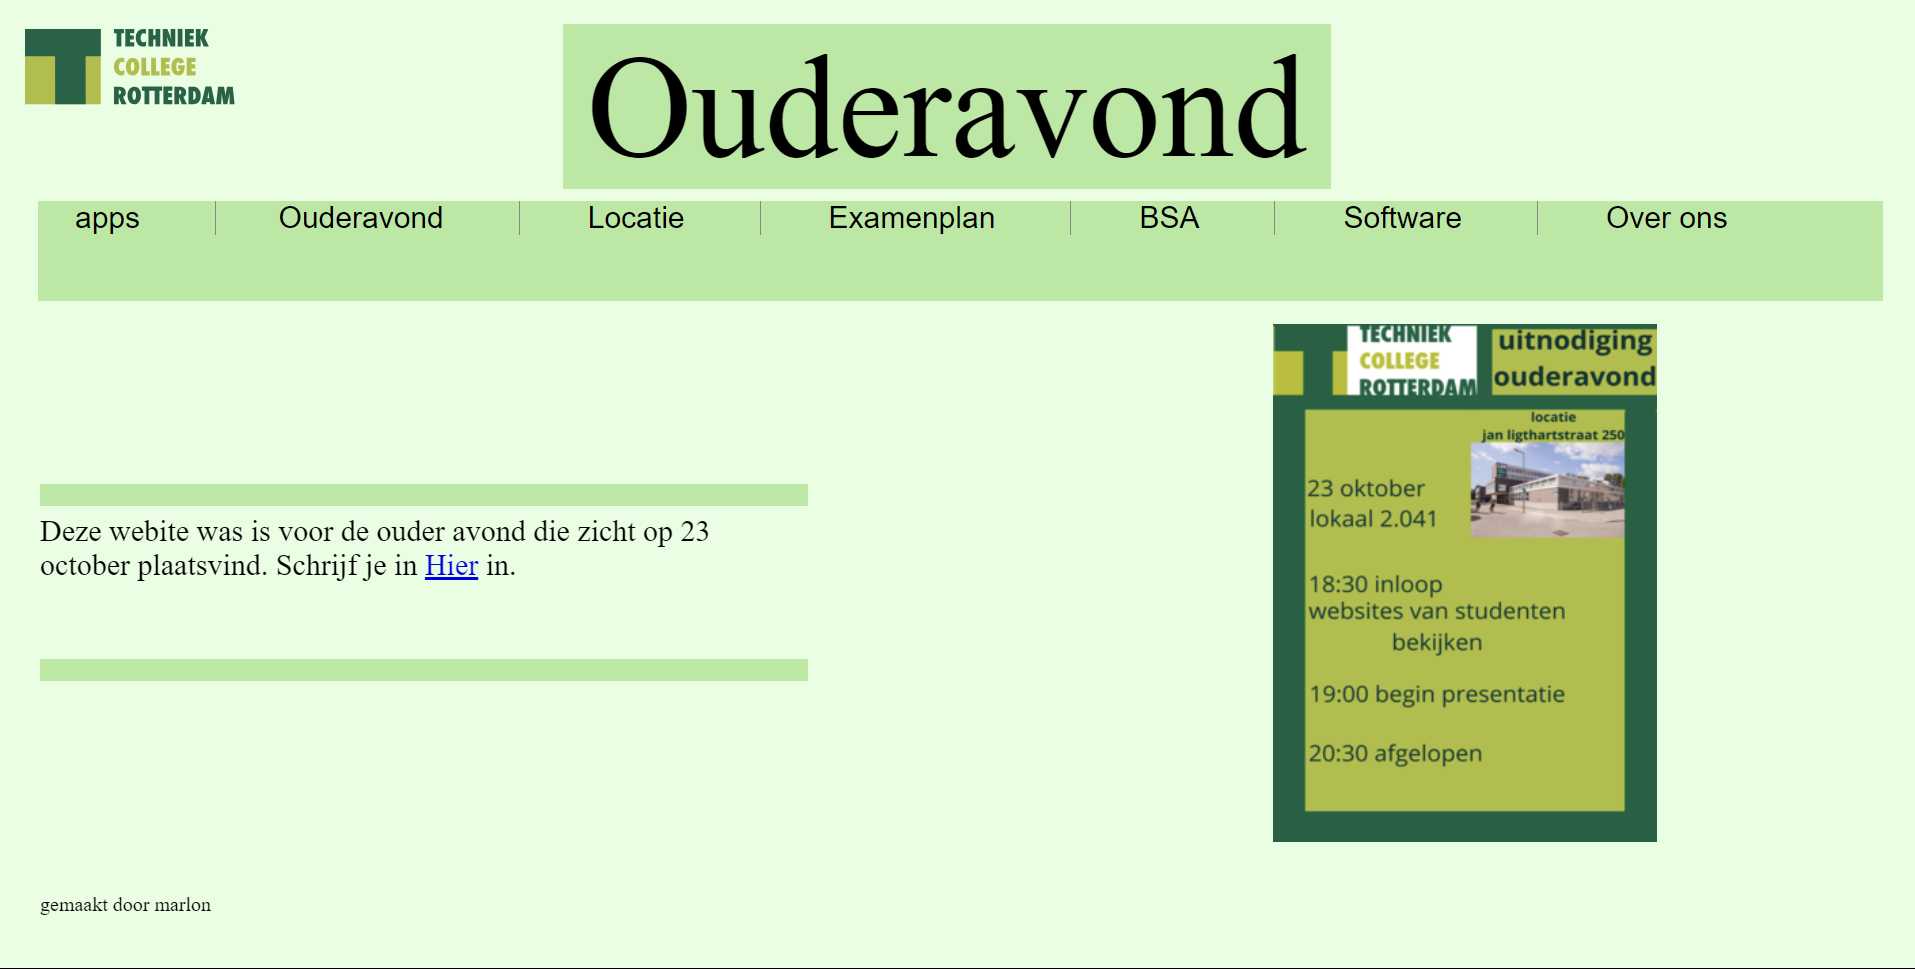 TECHNIEK
COLLEGE
ROTTERDAM
Ouderavond
apps Ouderavond Locatie Examenplan BSA Software Over ons
Deze webite was is voor de ouder avond die zicht op 23
october plaatsvind. Schrijf je in Hier in.
TECHNIEK
COLLEGE
ROTTERDAM
uitnodiging
ouderavond
locatie
jan ligthartstraat 250
23 oktober
lokaal 2.041
18:30 inloop
websites van studenten
bekijken
19:00 begin presentatie
20:30 afgelopen
gemaakt door marlon